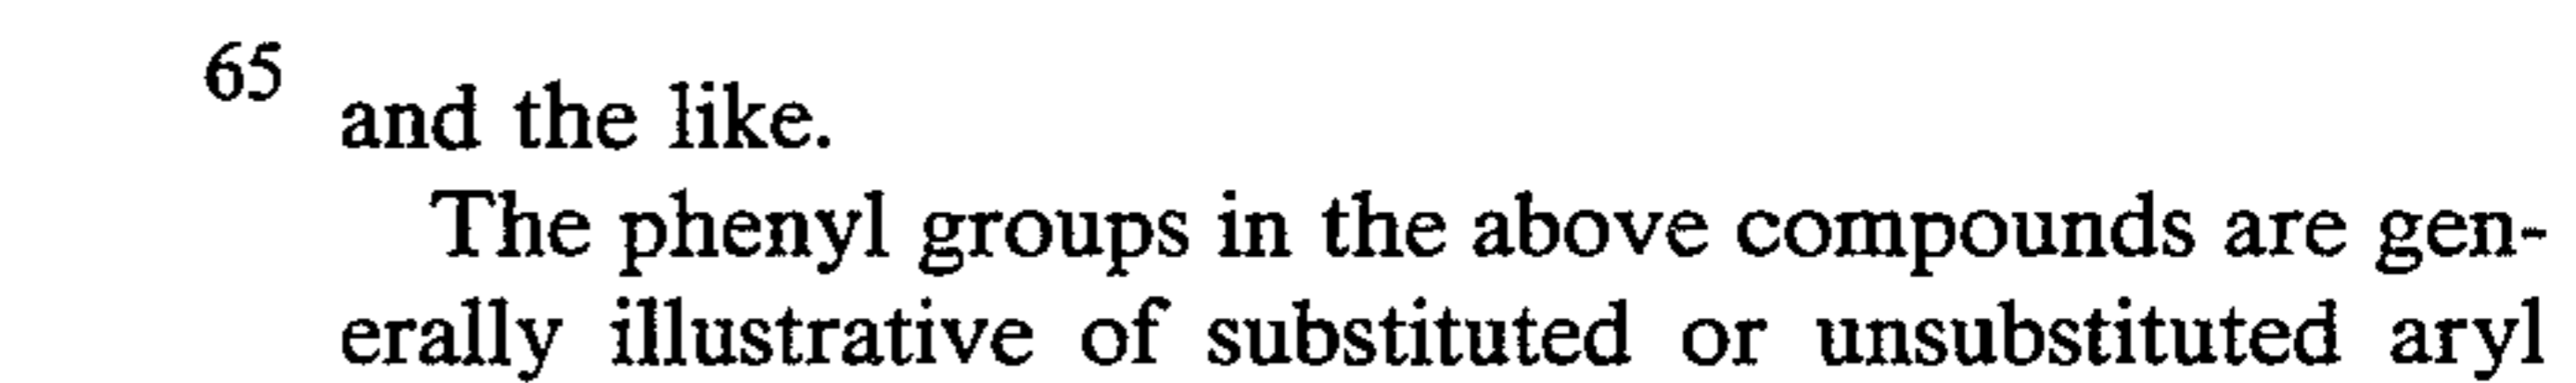 65
and the like.
The phenyl groups in the above compounds are gen-
erally illustrative of substituted or unsubstituted aryl